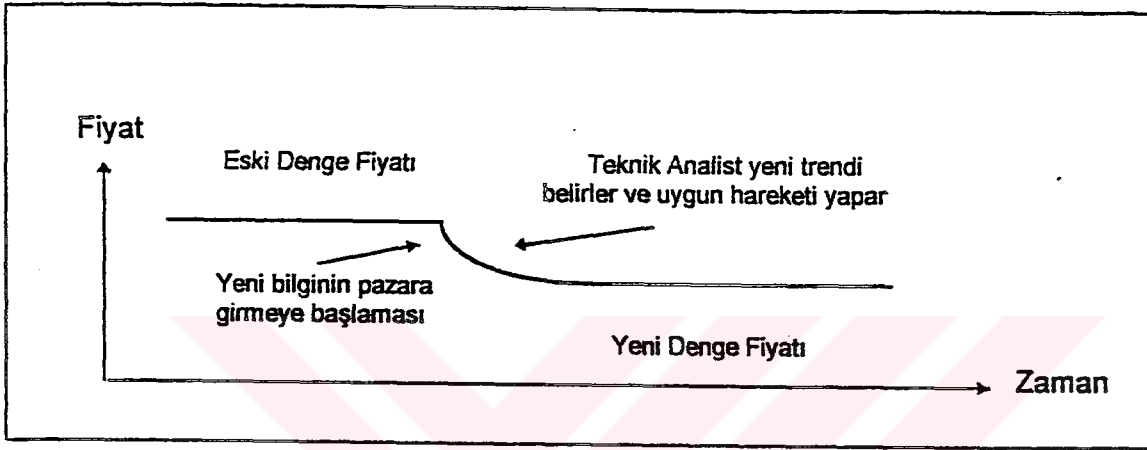 Fiyat
Eski Denge Fiyatı
Teknik Analist yeni trendi
belirler ve uygun hareketi yapar
Yeni bilginin pazara
girmeye başlaması
Yeni Denge Fiyatı
Zaman